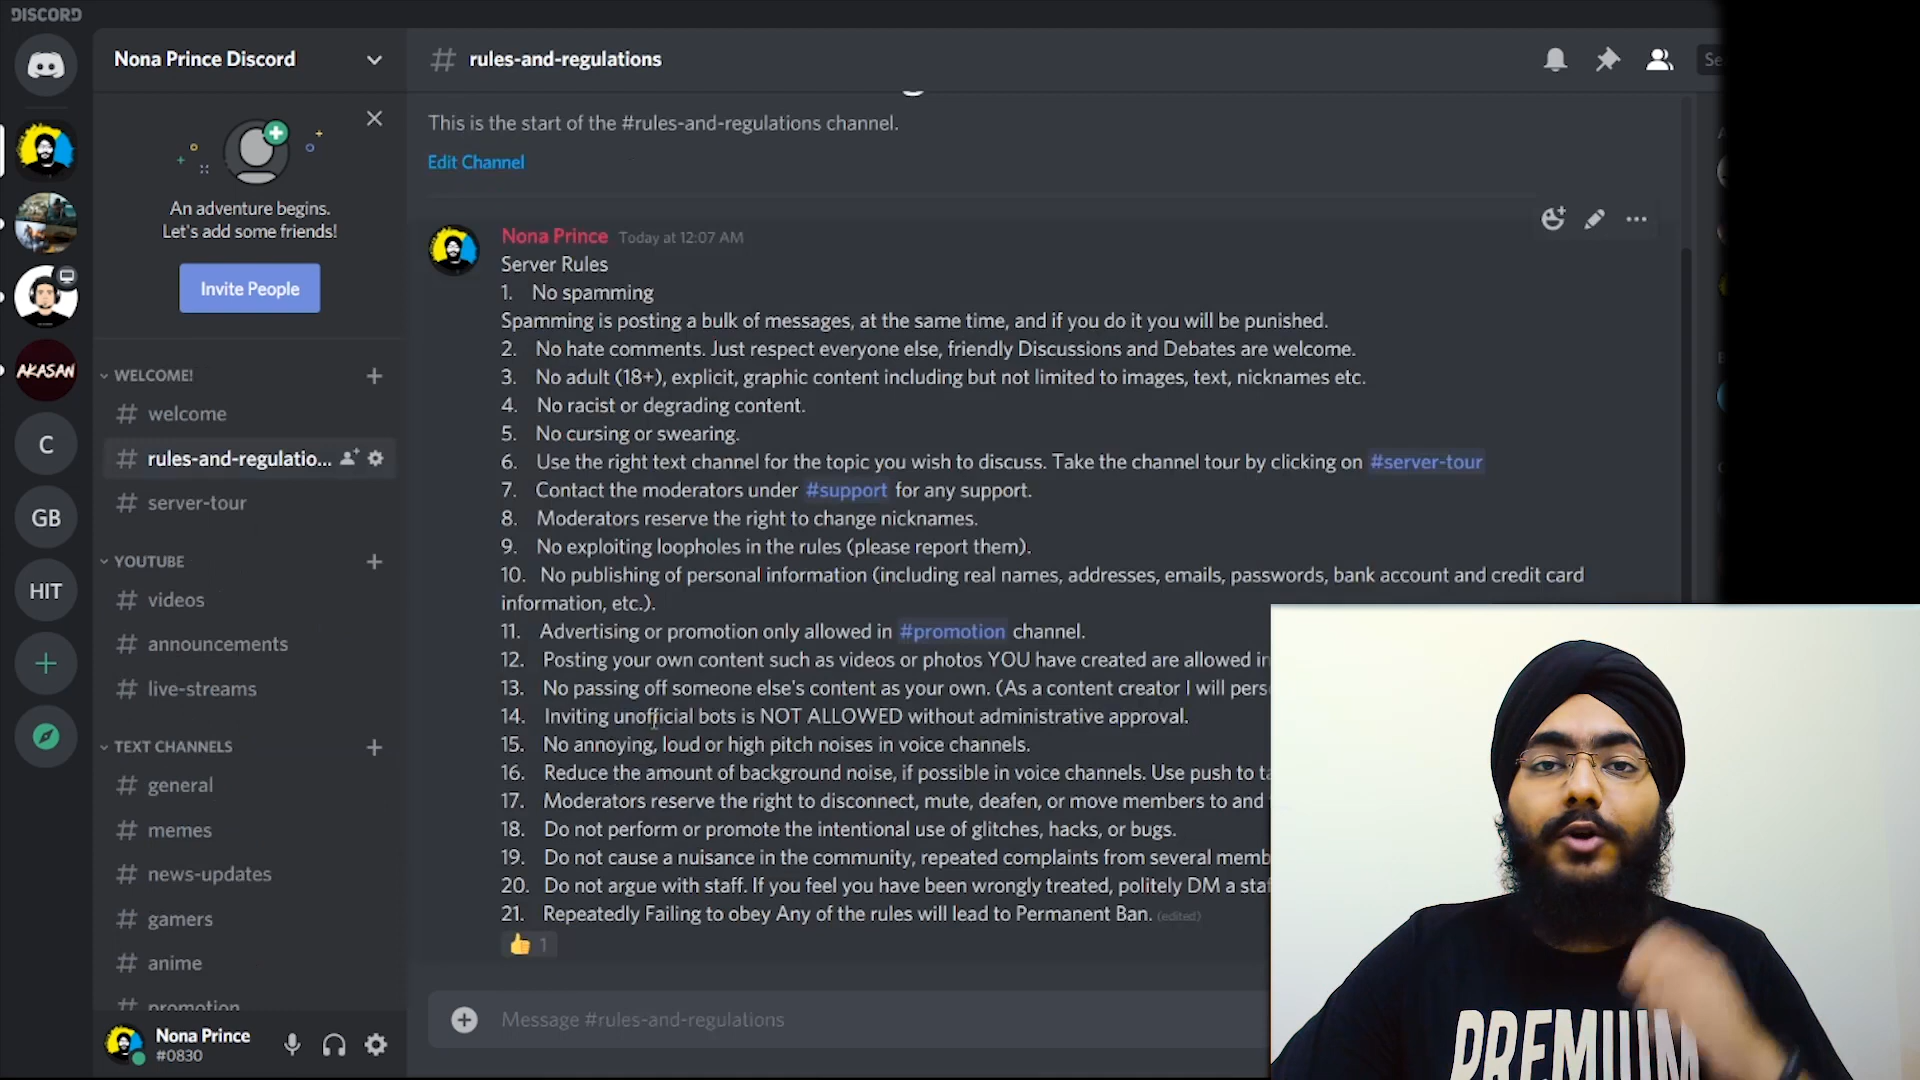 DISCORD
Nona Prince Discord
An adventure begins.
Let's add some friends!
Invite People
WELCOME!
welcome
rules-and-regulatio...
server-tour
YOUTUBE
videos
announcements
live-streams
TEXT CHANNELS
general
memes
news-updates
gamers
anime
promotion
Nona Prince
#0830
AKASAN
C
GB
HIT
# rules-and-regulations
This is the start of the #rules-and-regulations channel.
Edit Channel
Nona Prince Today at 12:07 AM
Server Rules
1. No spamming
Spamming is posting a bulk of messages, at the same time, and if you do it you will be punished.
2. No hate comments. Just respect everyone else, friendly Discussions and Debates are welcome.
3. No adult (18+), explicit, graphic content including but not limited to images, text, nicknames etc.
4. No racist or degrading content.
5. No cursing or swearing.
6. Use the right text channel for the topic you wish to discuss. Take the channel tour by clicking on #server-tour
7. Contact the moderators under #support for any support.
8. Moderators reserve the right to change nicknames.
9. No exploiting loopholes in the rules (please report them).
10. No publishing of personal information (including real names, addresses, emails, passwords, bank account and credit card
information, etc.).
11. Advertising or promotion only allowed in #promotion channel.
12. Posting your own content such as videos or photos YOU have created are allowed in
13. No passing off someone else's content as your own. (As a content creator I will pers
14. Inviting unofficial bots is NOT ALLOWED without administrative approval.
15. No annoying, loud or high pitch noises in voice channels.
16. Reduce the amount of background noise, if possible in voice channels. Use push to ta
17. Moderators reserve the right to disconnect, mute, deafen, or move members to and
18. Do not perform or promote the intentional use of glitches, hacks, or bugs.
19. Do not cause a nuisance in the community, repeated complaints from several memb
20. Do not argue with staff. If you feel you have been wrongly treated, politely DM a sta
21. Repeatedly Failing to obey Any of the rules will lead to Permanent Ban. (edited)
1
Message #rules-and-regulations
Se
PREMIUM